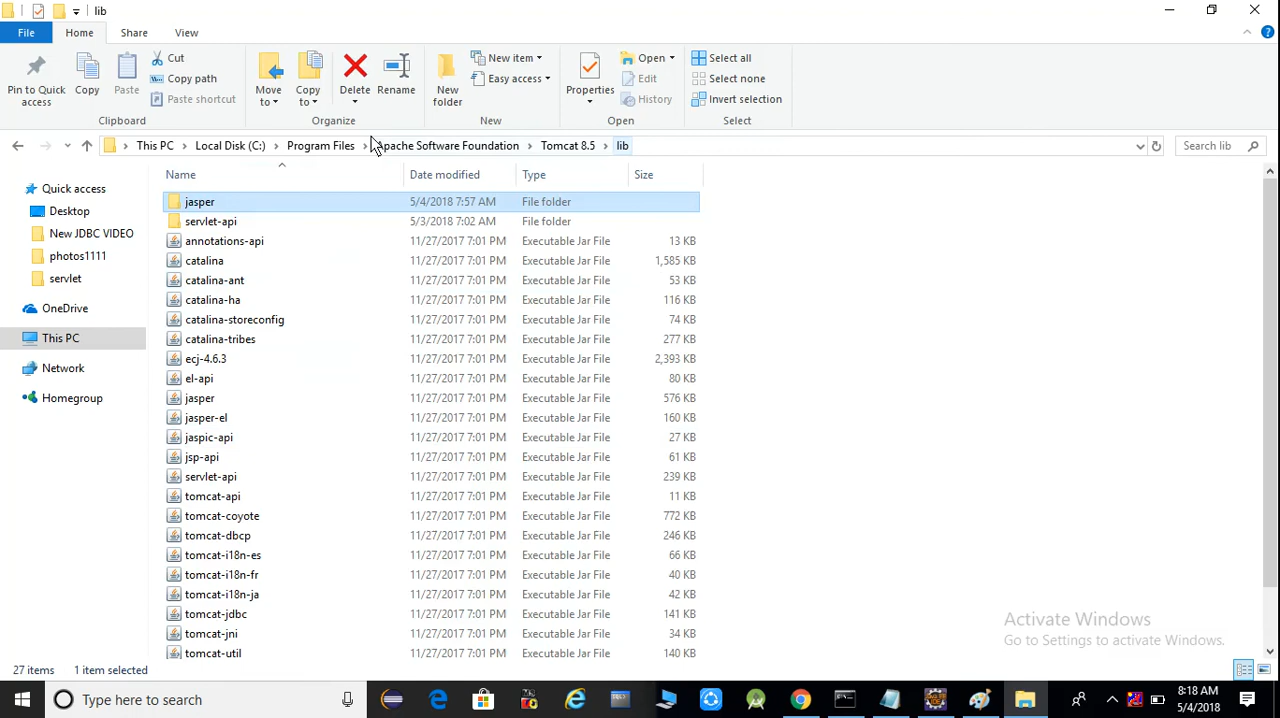 lib
File Home Share View
Pin to Quick access
Copy
Paste
Cut
Copy path
Paste shortcut
Clipboard
Move to
Copy to
Delete
Rename
Organize
New folder
New item
Easy access
New
Properties
Open
Edit
History
Open
Select all
Select none
Invert selection
Select
This PC > Local Disk (C:) > Program Files > Apache Software Foundation > Tomcat 8.5 > lib
Search lib
Quick access
Desktop
New JDBC VIDEO
photos1111
servlet
OneDrive
This PC
Network
Homegroup
Name Date modified Type Size
jasper 5/4/2018 7:57 AM File folder
servlet-api 5/3/2018 7:02 AM File folder
annotations-api 11/27/2017 7:01 PM Executable Jar File 13 KB
catalina 11/27/2017 7:01 PM Executable Jar File 1,585 KB
catalina-ant 11/27/2017 7:01 PM Executable Jar File 53 KB
catalina-ha 11/27/2017 7:01 PM Executable Jar File 116 KB
catalina-storeconfig 11/27/2017 7:01 PM Executable Jar File 74 KB
catalina-tribes 11/27/2017 7:01 PM Executable Jar File 277 KB
ecj-4.6.3 11/27/2017 7:01 PM Executable Jar File 2,393 KB
el-api 11/27/2017 7:01 PM Executable Jar File 80 KB
jasper 11/27/2017 7:01 PM Executable Jar File 576 KB
jasper-el 11/27/2017 7:01 PM Executable Jar File 160 KB
jaspic-api 11/27/2017 7:01 PM Executable Jar File 27 KB
jsp-api 11/27/2017 7:01 PM Executable Jar File 61 KB
servlet-api 11/27/2017 7:01 PM Executable Jar File 239 KB
tomcat-api 11/27/2017 7:01 PM Executable Jar File 11 KB
tomcat-coyote 11/27/2017 7:01 PM Executable Jar File 772 KB
tomcat-dbcp 11/27/2017 7:01 PM Executable Jar File 246 KB
tomcat-i18n-es 11/27/2017 7:01 PM Executable Jar File 66 KB
tomcat-i18n-fr 11/27/2017 7:01 PM Executable Jar File 40 KB
tomcat-i18n-ja 11/27/2017 7:01 PM Executable Jar File 42 KB
tomcat-jdbc 11/27/2017 7:01 PM Executable Jar File 141 KB
tomcat-jni 11/27/2017 7:01 PM Executable Jar File 34 KB
tomcat-util 11/27/2017 7:01 PM Executable Jar File 140 KB
Activate Windows
Go to Settings to activate Windows.
27 items 1 item selected
Type here to search
8:18 AM
5/4/2018